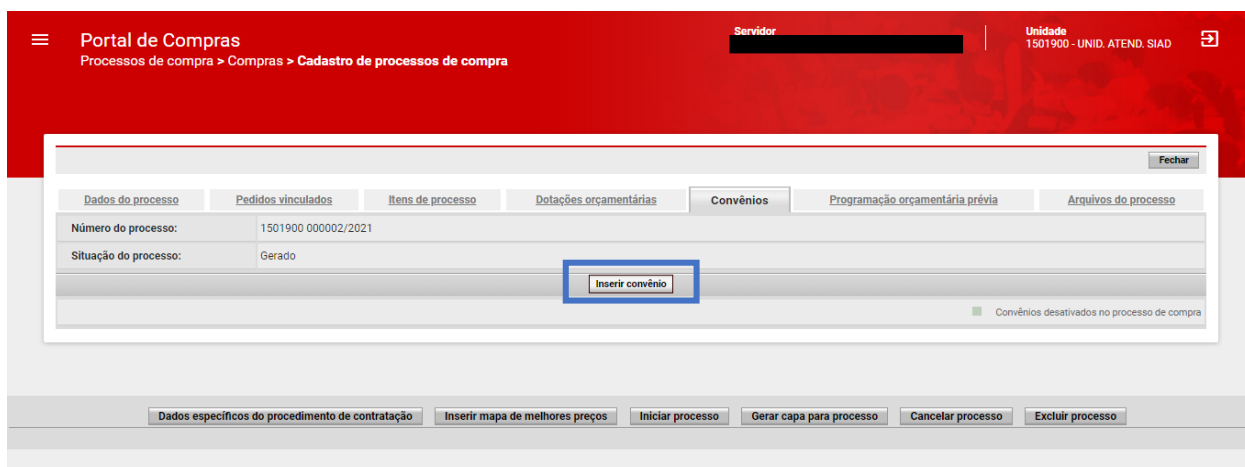 Portal de Compras
Processos de compra > Compras > Cadastro de processos de compra
Servidor
Unidade
1501900 - UNID. ATEND. SIAD
Fechar
Dados do processo Pedidos vinculados Itens de processo Dotações orçamentárias Convênios Programação orçamentária prévia Arquivos do processo
Número do processo: 1501900 000002/2021
Situação do processo: Gerado
Inserir convênio
Convênios desativados no processo de compra
Dados específicos do procedimento de contratação Inserir mapa de melhores preços Iniciar processo Gerar capa para processo Cancelar processo Excluir processo